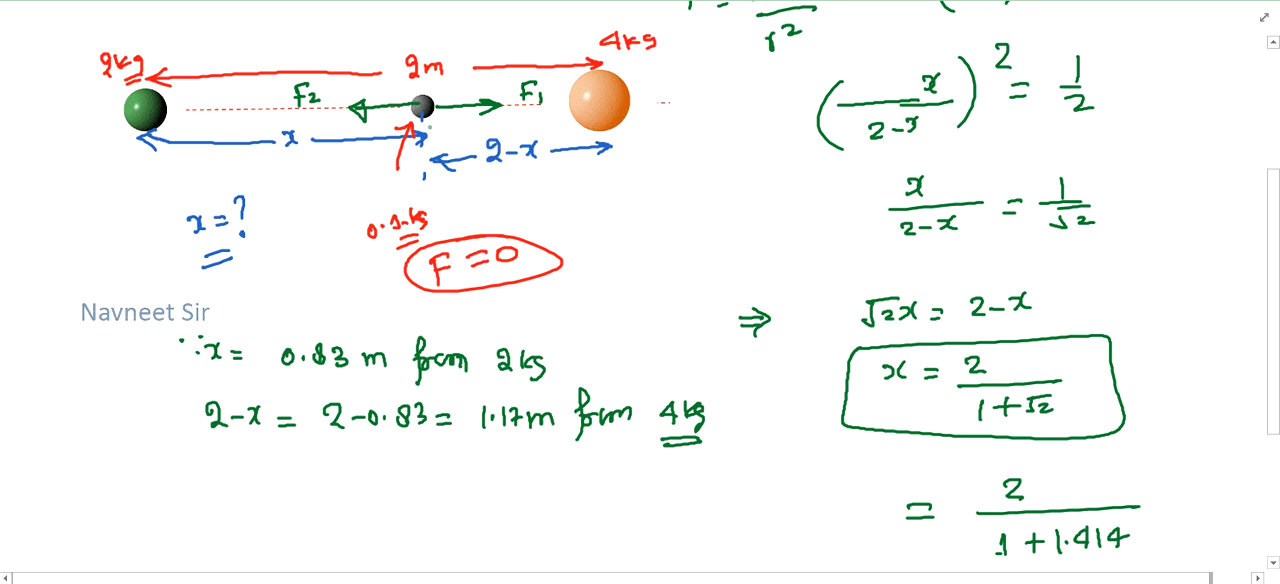 r²
2kg 2m 4kg
F₂ F₁
x 2-x
x = ?
0.1 kg
F = 0
Navneet Sir
∵ x = 0.83 m from 2kg
2-x = 2-0.83 = 1.17m from 4kg
(x/(2-x))² = 1/2
x/(2-x) = 1/√2
⇒ √2x = 2-x
x = 2/(1+√2)
= 2/(1+1.414)